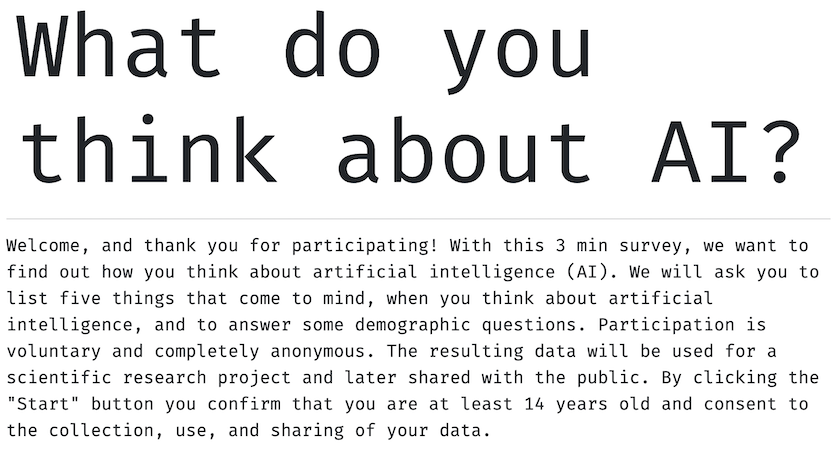 What do you
think about AI?
Welcome, and thank you for participating! With this 3 min survey, we want to
find out how you think about artificial intelligence (AI). We will ask you to
list five things that come to mind, when you think about artificial
intelligence, and to answer some demographic questions. Participation is
voluntary and completely anonymous. The resulting data will be used for a
scientific research project and later shared with the public. By clicking the
"Start" button you confirm that you are at least 14 years old and consent to
the collection, use, and sharing of your data.